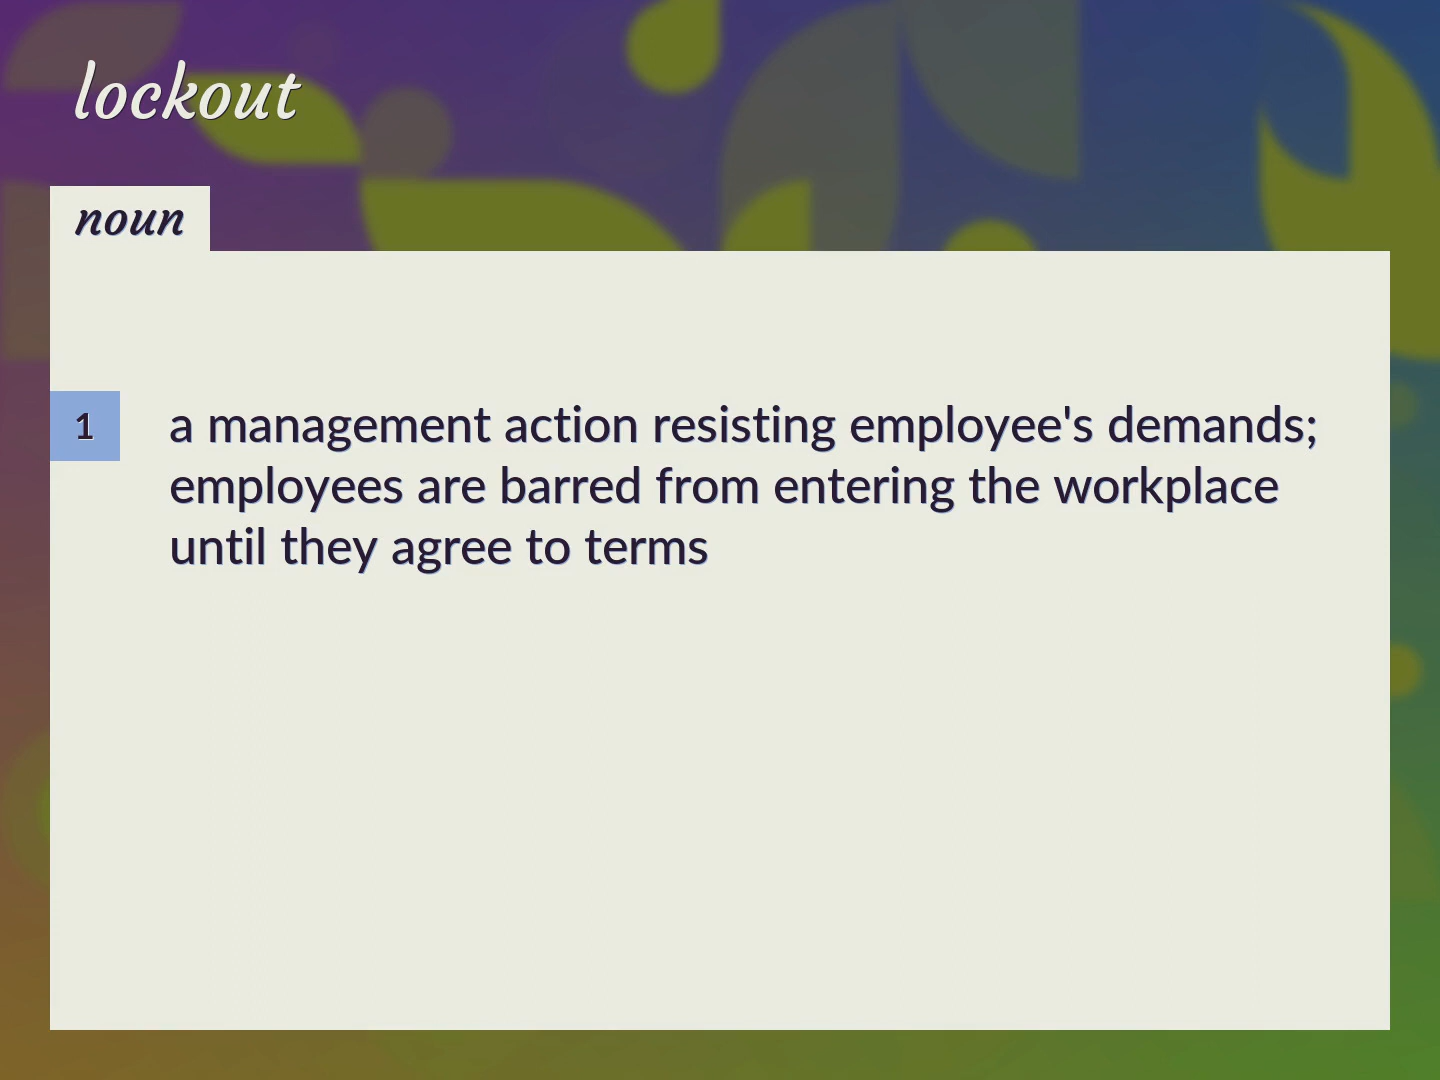 lockout
noun
1
a management action resisting employee's demands;
employees are barred from entering the workplace
until they agree to terms